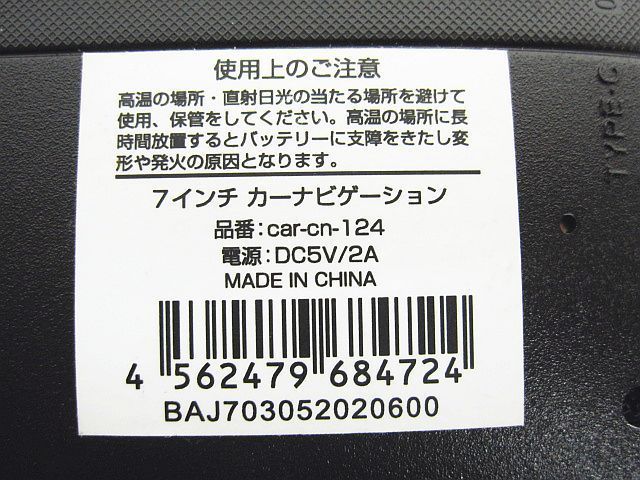 使用上のご注意
高温の場所・直射日光の当たる場所を避けて
使用、保管をしてください。高温の場所に長
時間放置するとバッテリーに支障をきたし変
形や発火の原因となります。
7インチ カーナビゲーション
品番:car-cn-124
電源:DC5V/2A
MADE IN CHINA
4 562479 684724
BAJ703052020600
TYPE-C